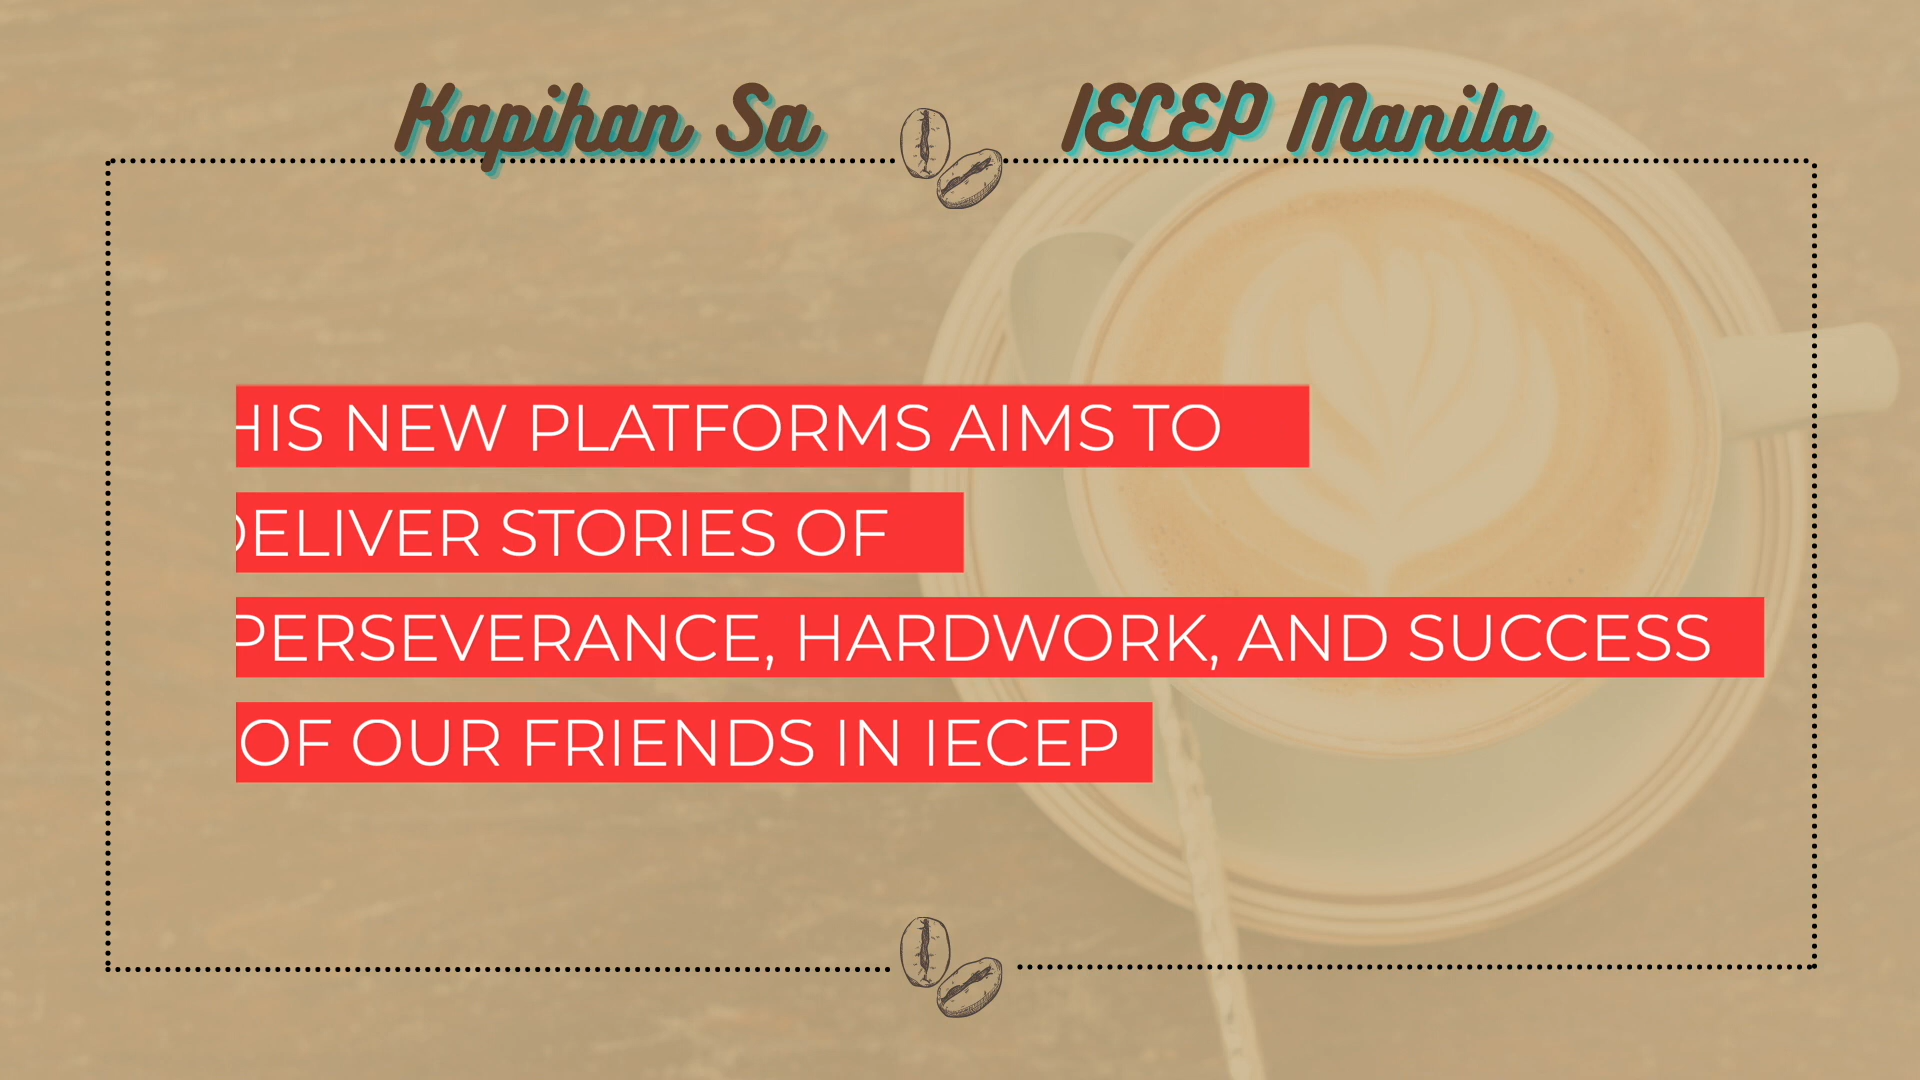 Kapihan Sa IECEP Manila
HIS NEW PLATFORMS AIMS TO
DELIVER STORIES OF
PERSEVERANCE, HARDWORK, AND SUCCESS
OF OUR FRIENDS IN IECEP